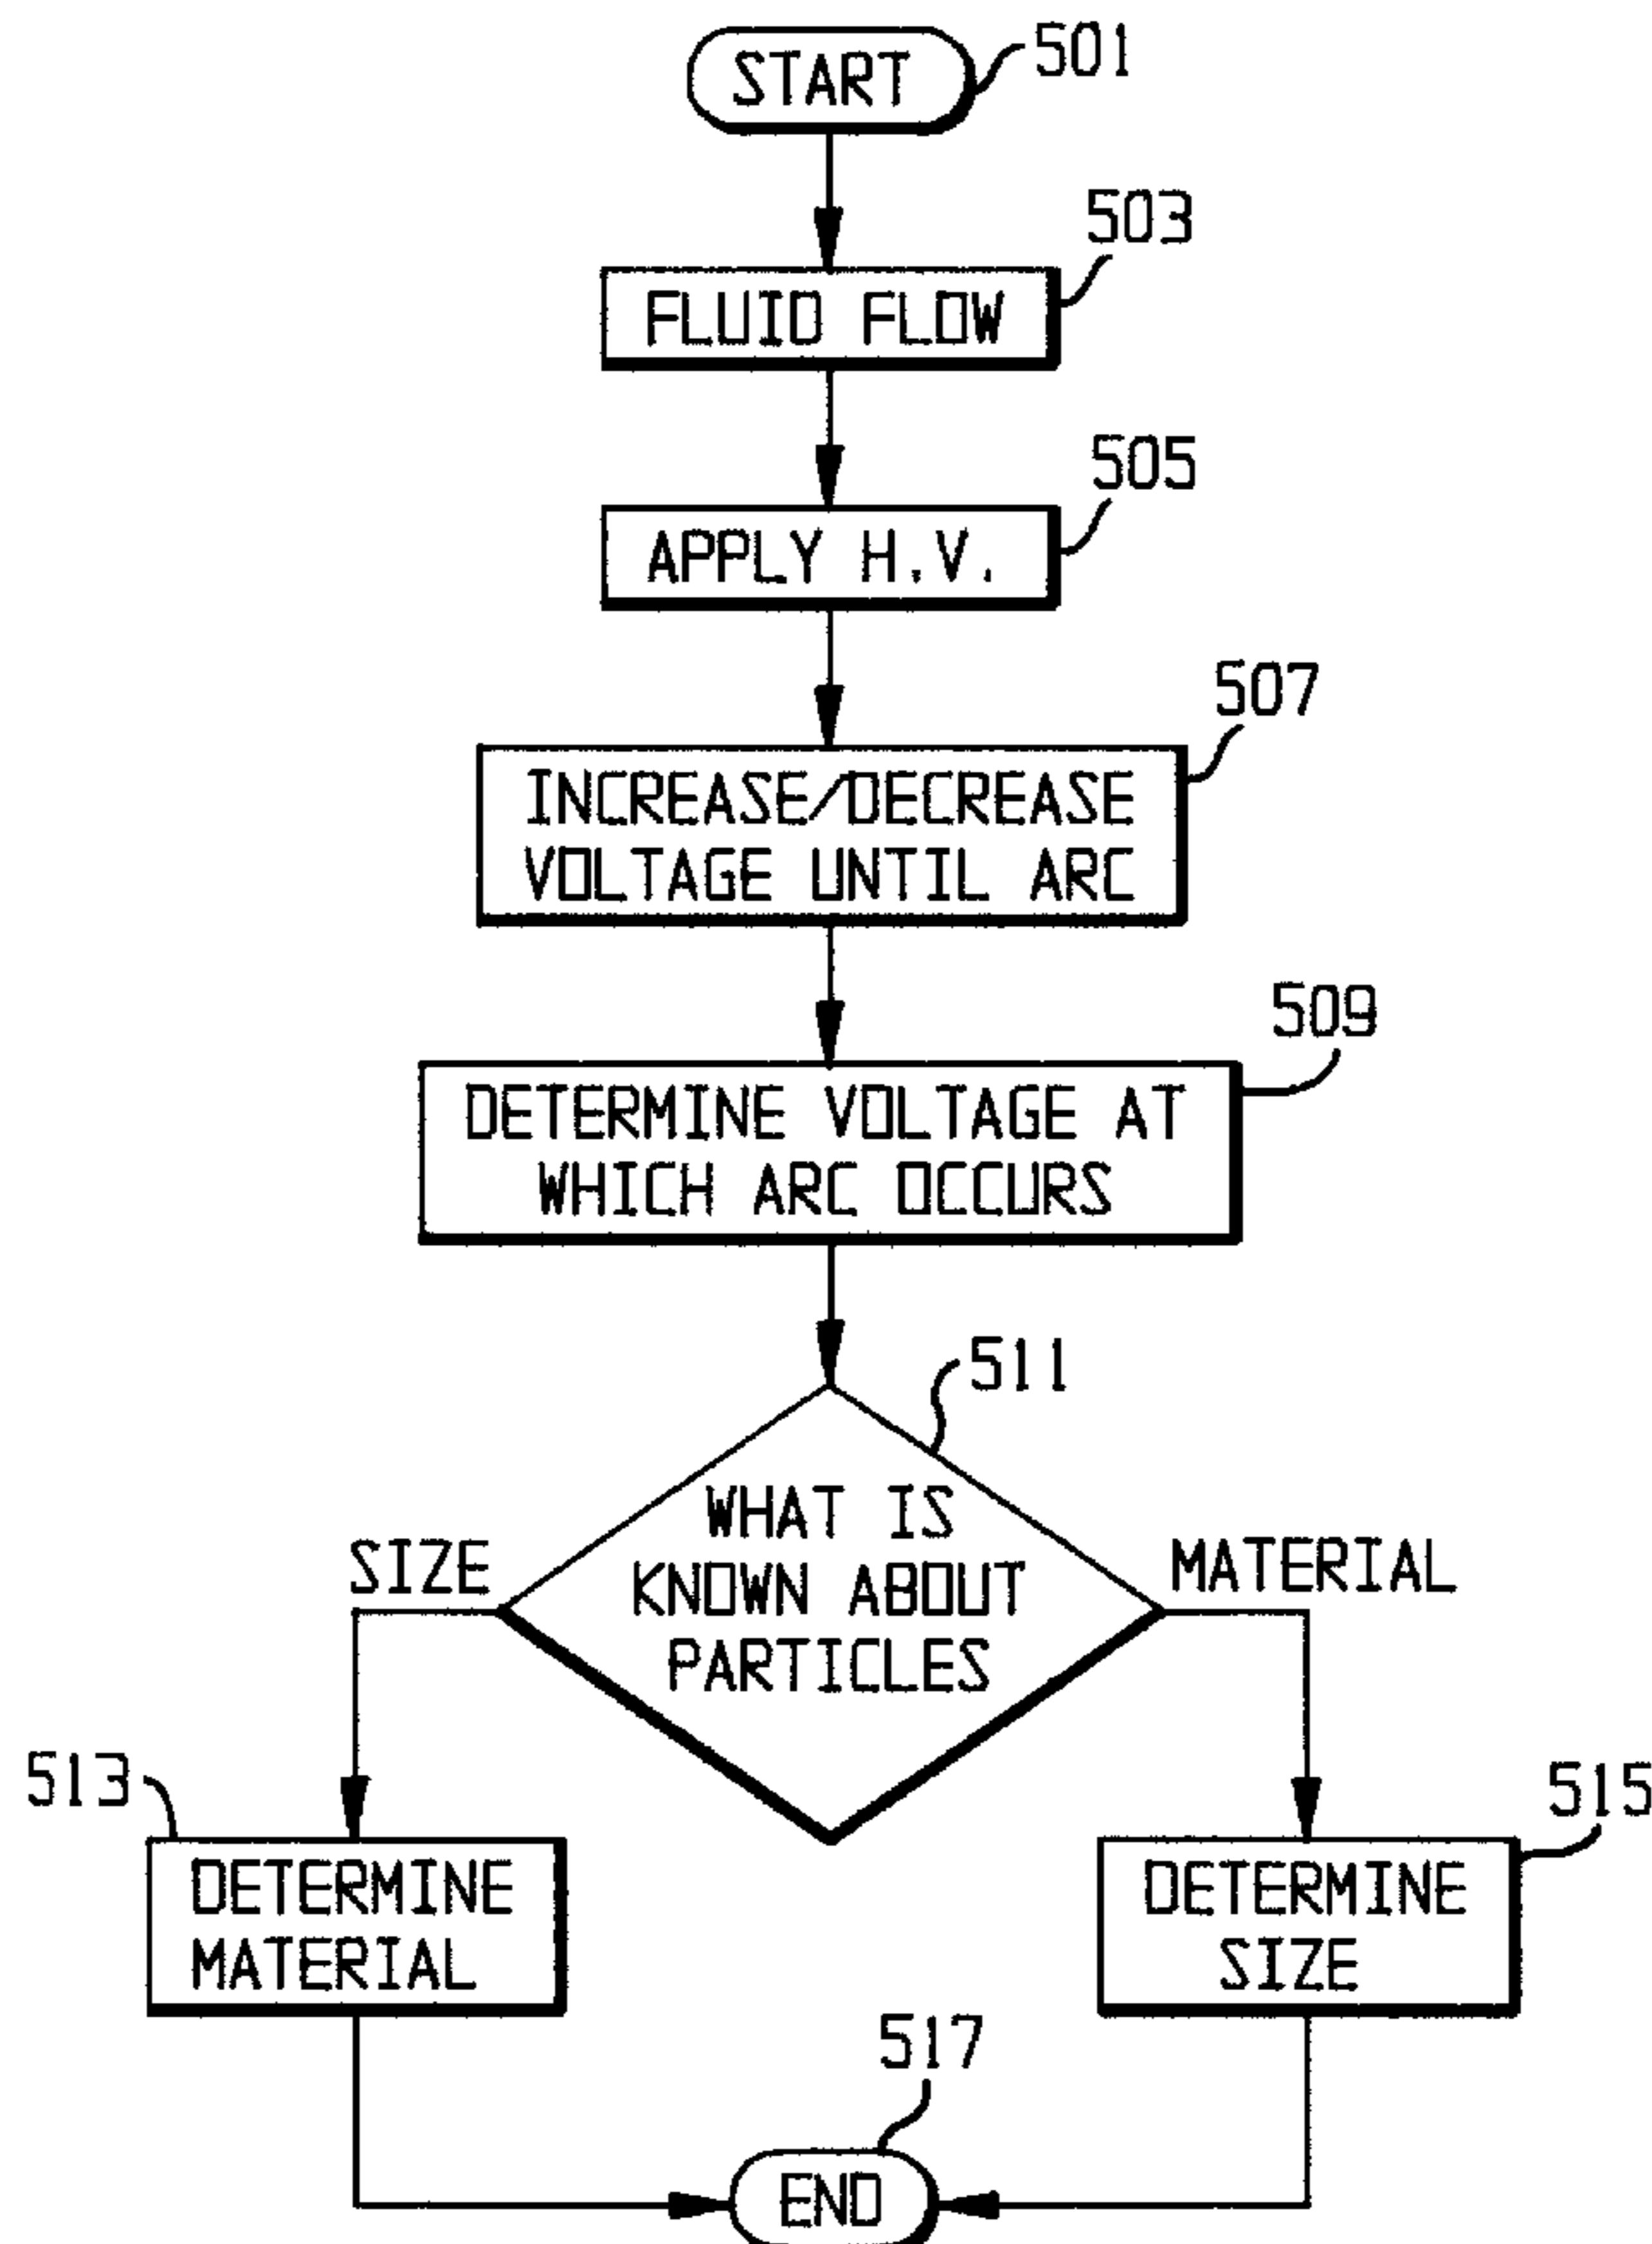 START
501
503
FLUID FLOW
505
APPLY H.V.
507
INCREASE/DECREASE
VOLTAGE UNTIL ARC
509
DETERMINE VOLTAGE AT
WHICH ARC OCCURS
511
WHAT IS
KNOWN ABOUT
PARTICLES
SIZE
MATERIAL
513
DETERMINE
MATERIAL
515
DETERMINE
SIZE
517
END